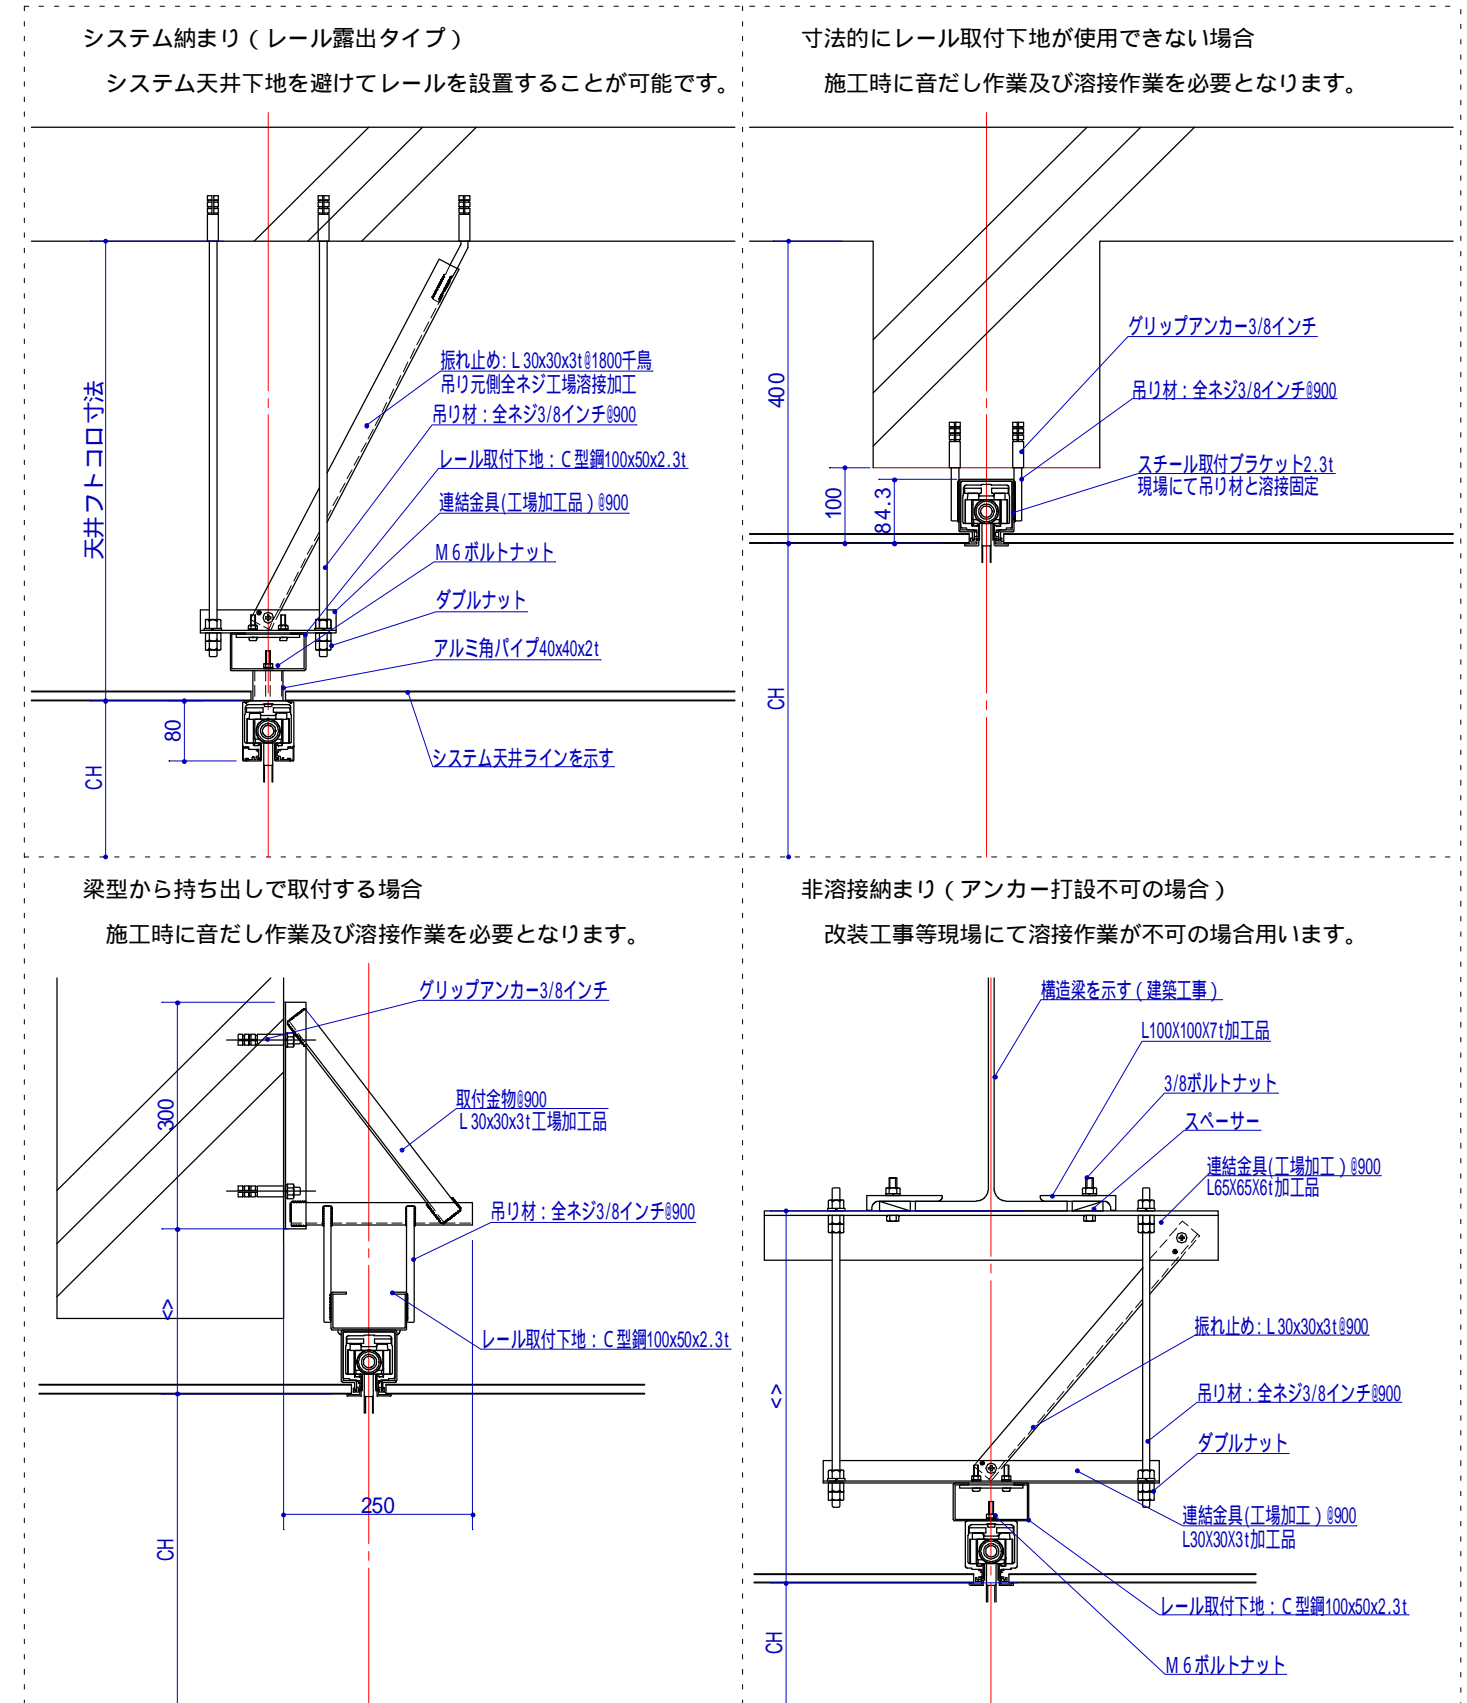 システム納まり（レール露出タイプ）
システム天井下地を避けてレールを設置することが可能です。
天井フトコロ寸法
CH
80
振れ止め: L 30x30x3t@1800千鳥
吊り元側全ネジ工場溶接加工
吊り材：全ネジ3/8インチ@900
レール取付下地：C 型鋼100x50x2.3t
連結金具(工場加工品）@900
M 6 ボルトナット
ダブルナット
アルミ角パイプ40x40x2t
システム天井ラインを示す
寸法的にレール取付下地が使用できない場合
施工時に音だし作業及び溶接作業を必要となります。
400
100
84.3
CH
グリップアンカー3/8インチ
吊り材：全ネジ3/8インチ@900
スチール取付ブラケット2.3t
現場にて吊り材と溶接固定
梁型から持ち出しで取付する場合
施工時に音だし作業及び溶接作業を必要となります。
グリップアンカー3/8インチ
300
取付金物@900
L 30x30x3t工場加工品
吊り材：全ネジ3/8インチ@900
<>
レール取付下地：C 型鋼100x50x2.3t
250
CH
非溶接納まり（アンカー打設不可の場合）
改装工事等現場にて溶接作業が不可の場合用います。
構造梁を示す（建築工事）
L100X100X7t加工品
3/8ボルトナット
スペーサー
連結金具(工場加工）@900
L65X65X6t加工品
振れ止め: L 30x30x3t@900
<>
吊り材：全ネジ3/8インチ@900
ダブルナット
連結金具(工場加工）@900
L30X30X3t加工品
レール取付下地：C 型鋼100x50x2.3t
CH
M 6 ボルトナット